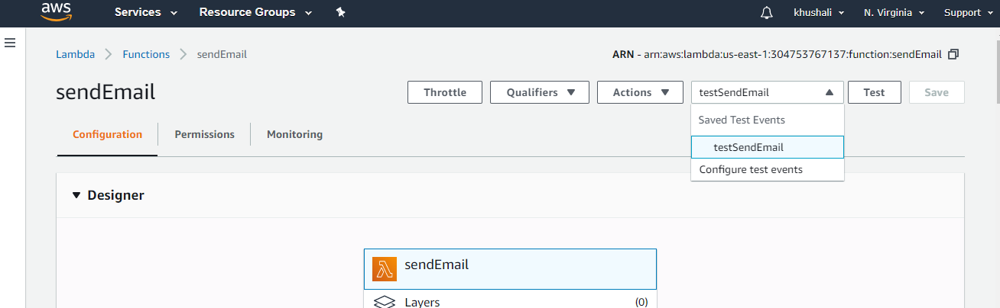 aws Services Resource Groups khushali N. Virginia Support
Lambda Functions sendEmail ARN - arn:aws:lambda:us-east-1:304753767137:function:sendEmail
sendEmail Throttle Qualifiers Actions testSendEmail Test Save
Saved Test Events
Configuration Permissions Monitoring
testSendEmail
Configure test events
Designer
sendEmail
Layers (0)